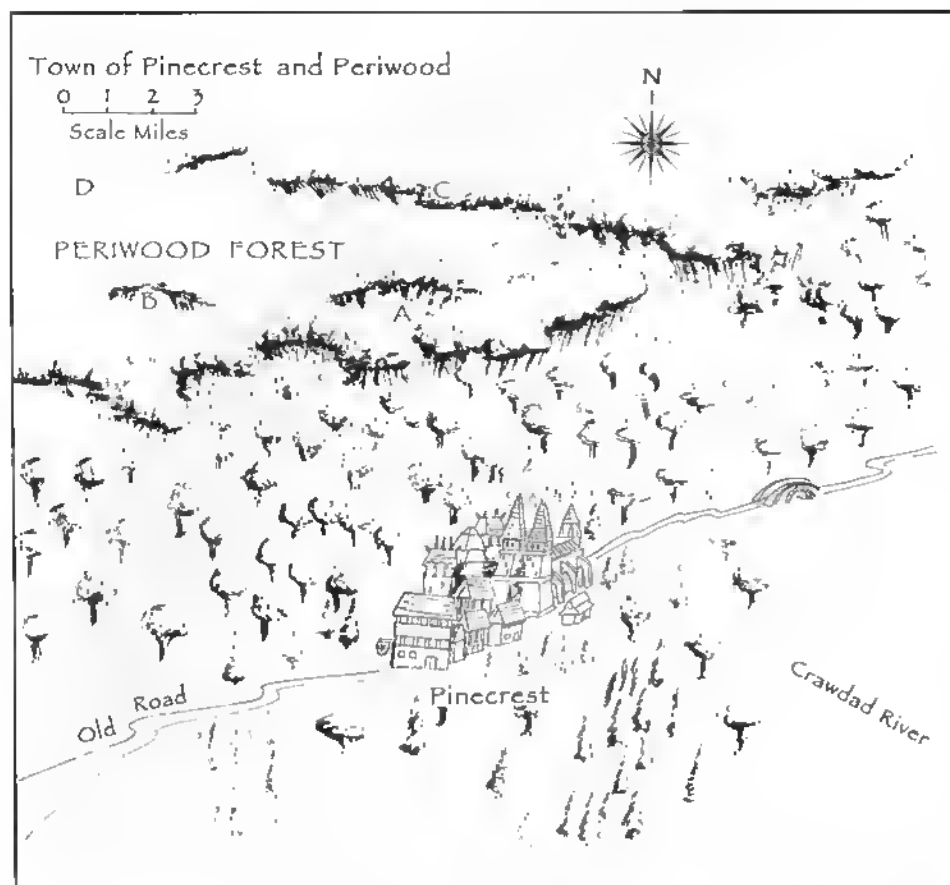 Town of Pinecrest and Periwood
0 1 2 3
Scale Miles
N
D
C
PERIWOOD FOREST
B
A
Old Road
Pinecrest
Crawdad River